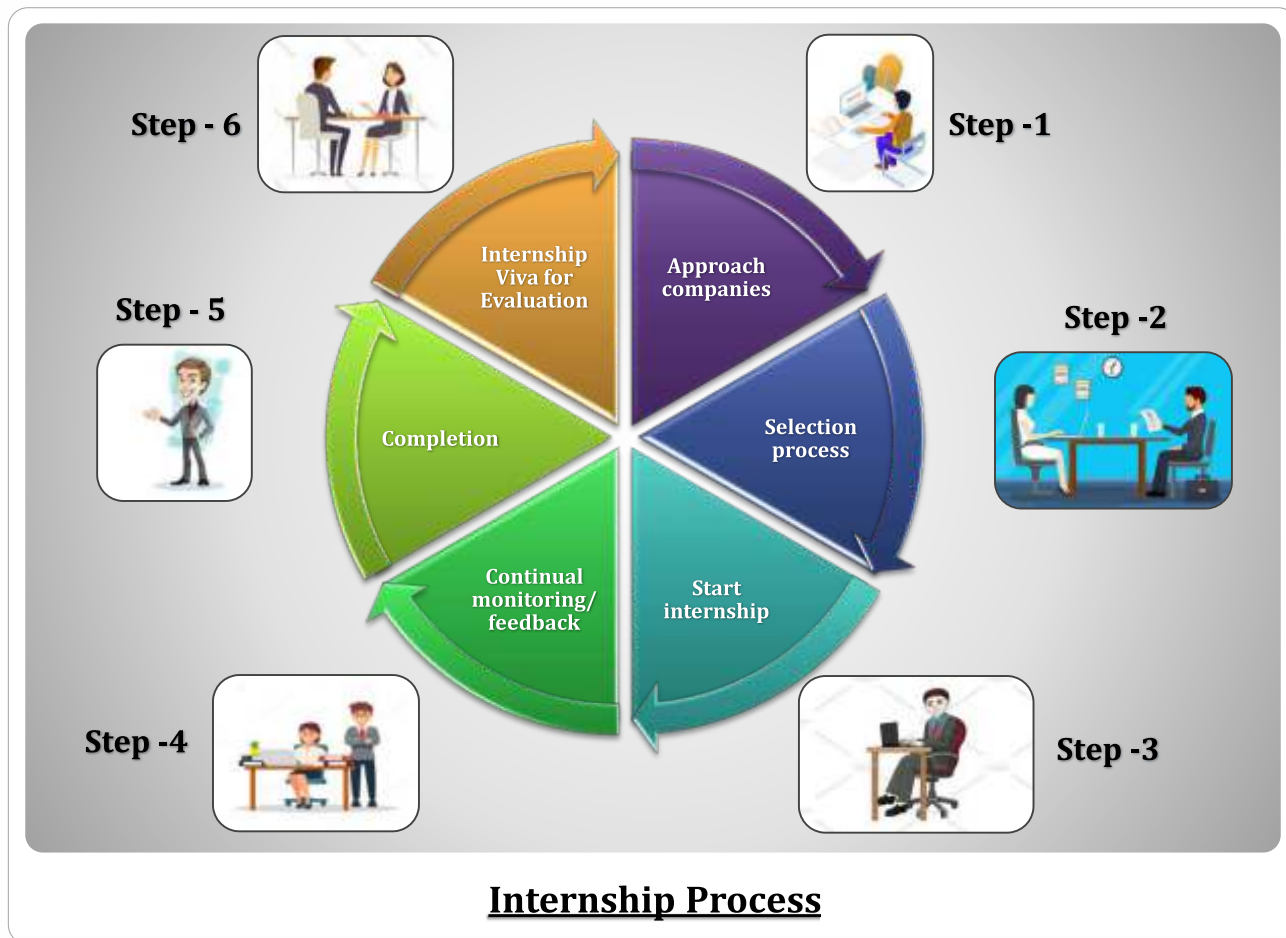 Step -1
Approach
companies
Step -2
Selection
process
Step -3
Start
internship
Step -4
Continual
monitoring/
feedback
Step - 5
Completion
Step - 6
Internship
Viva for
Evaluation
Internship Process